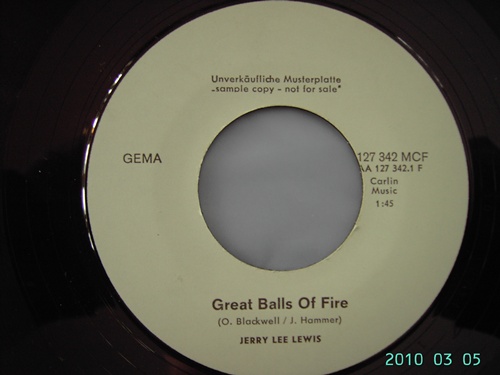 Unverkäufliche Musterplatte
„sample copy - not for sale"
GEMA
127 342 MCF
AA 127 342.1 F
Carlin
Music
1:45
Great Balls Of Fire
(O. Blackwell / J. Hammer)
JERRY LEE LEWIS
2010 03 05